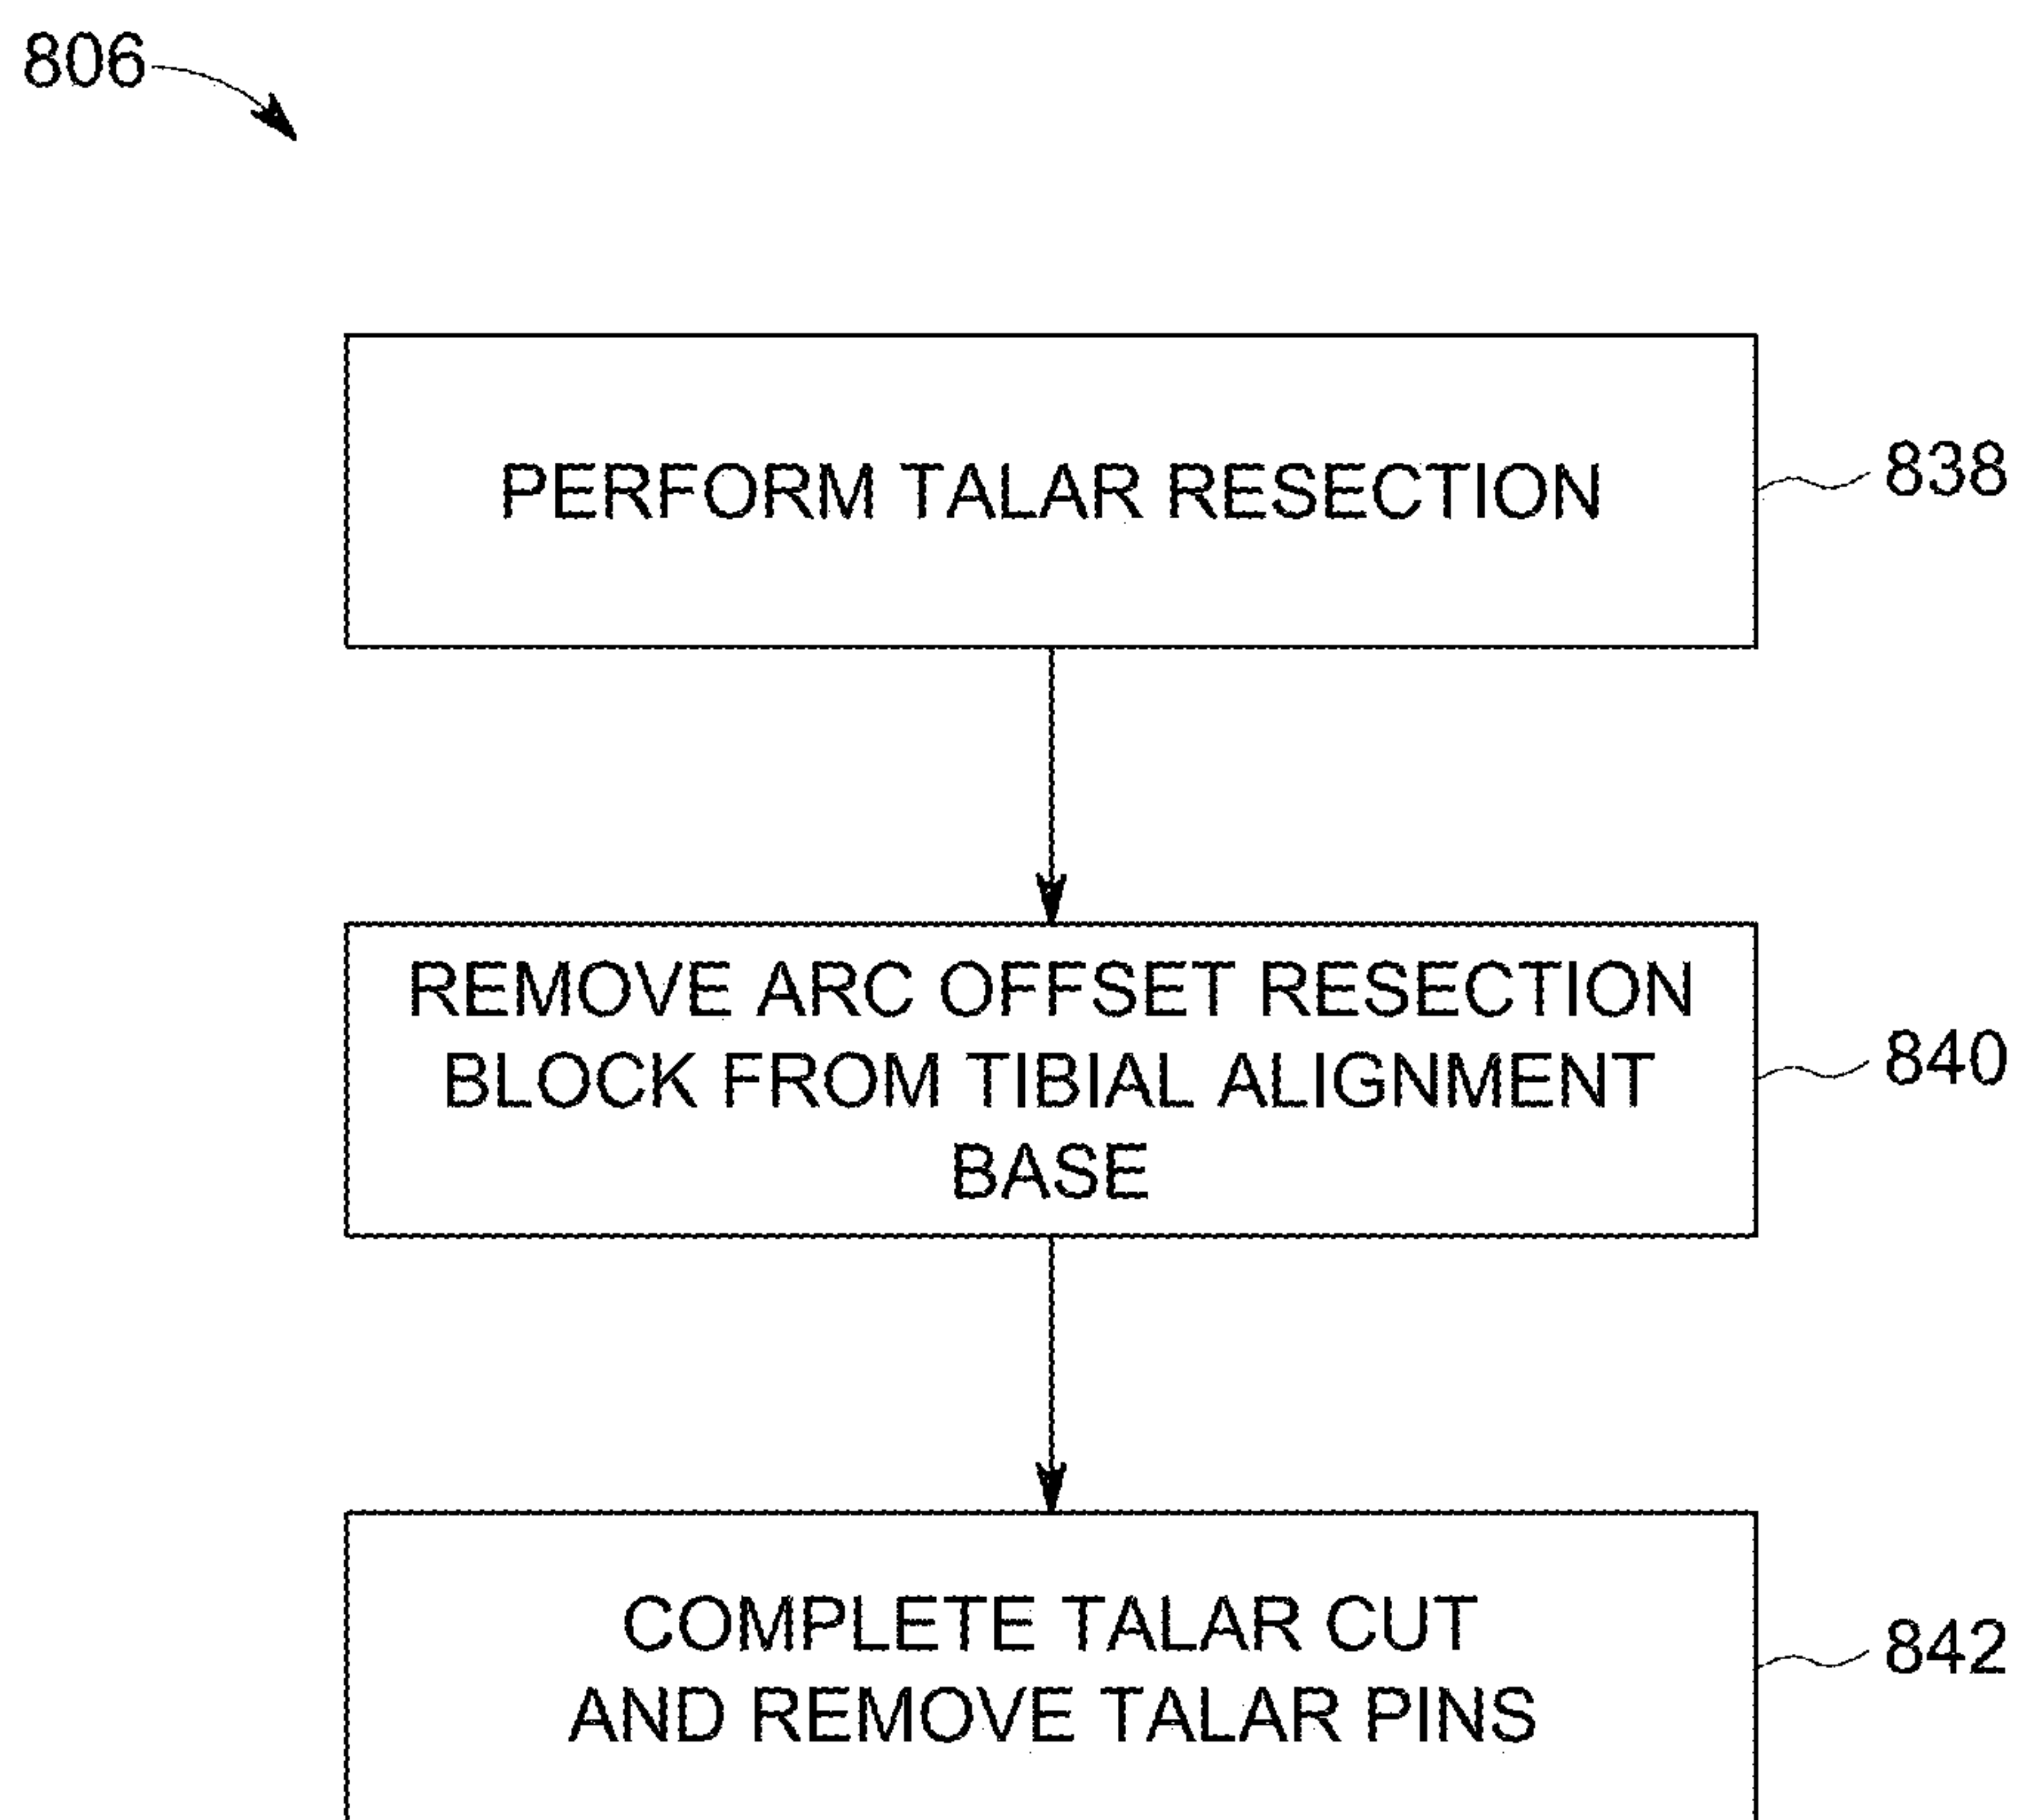 806
PERFORM TALAR RESECTION
838
REMOVE ARC OFFSET RESECTION
BLOCK FROM TIBIAL ALIGNMENT
BASE
840
COMPLETE TALAR CUT
AND REMOVE TALAR PINS
842